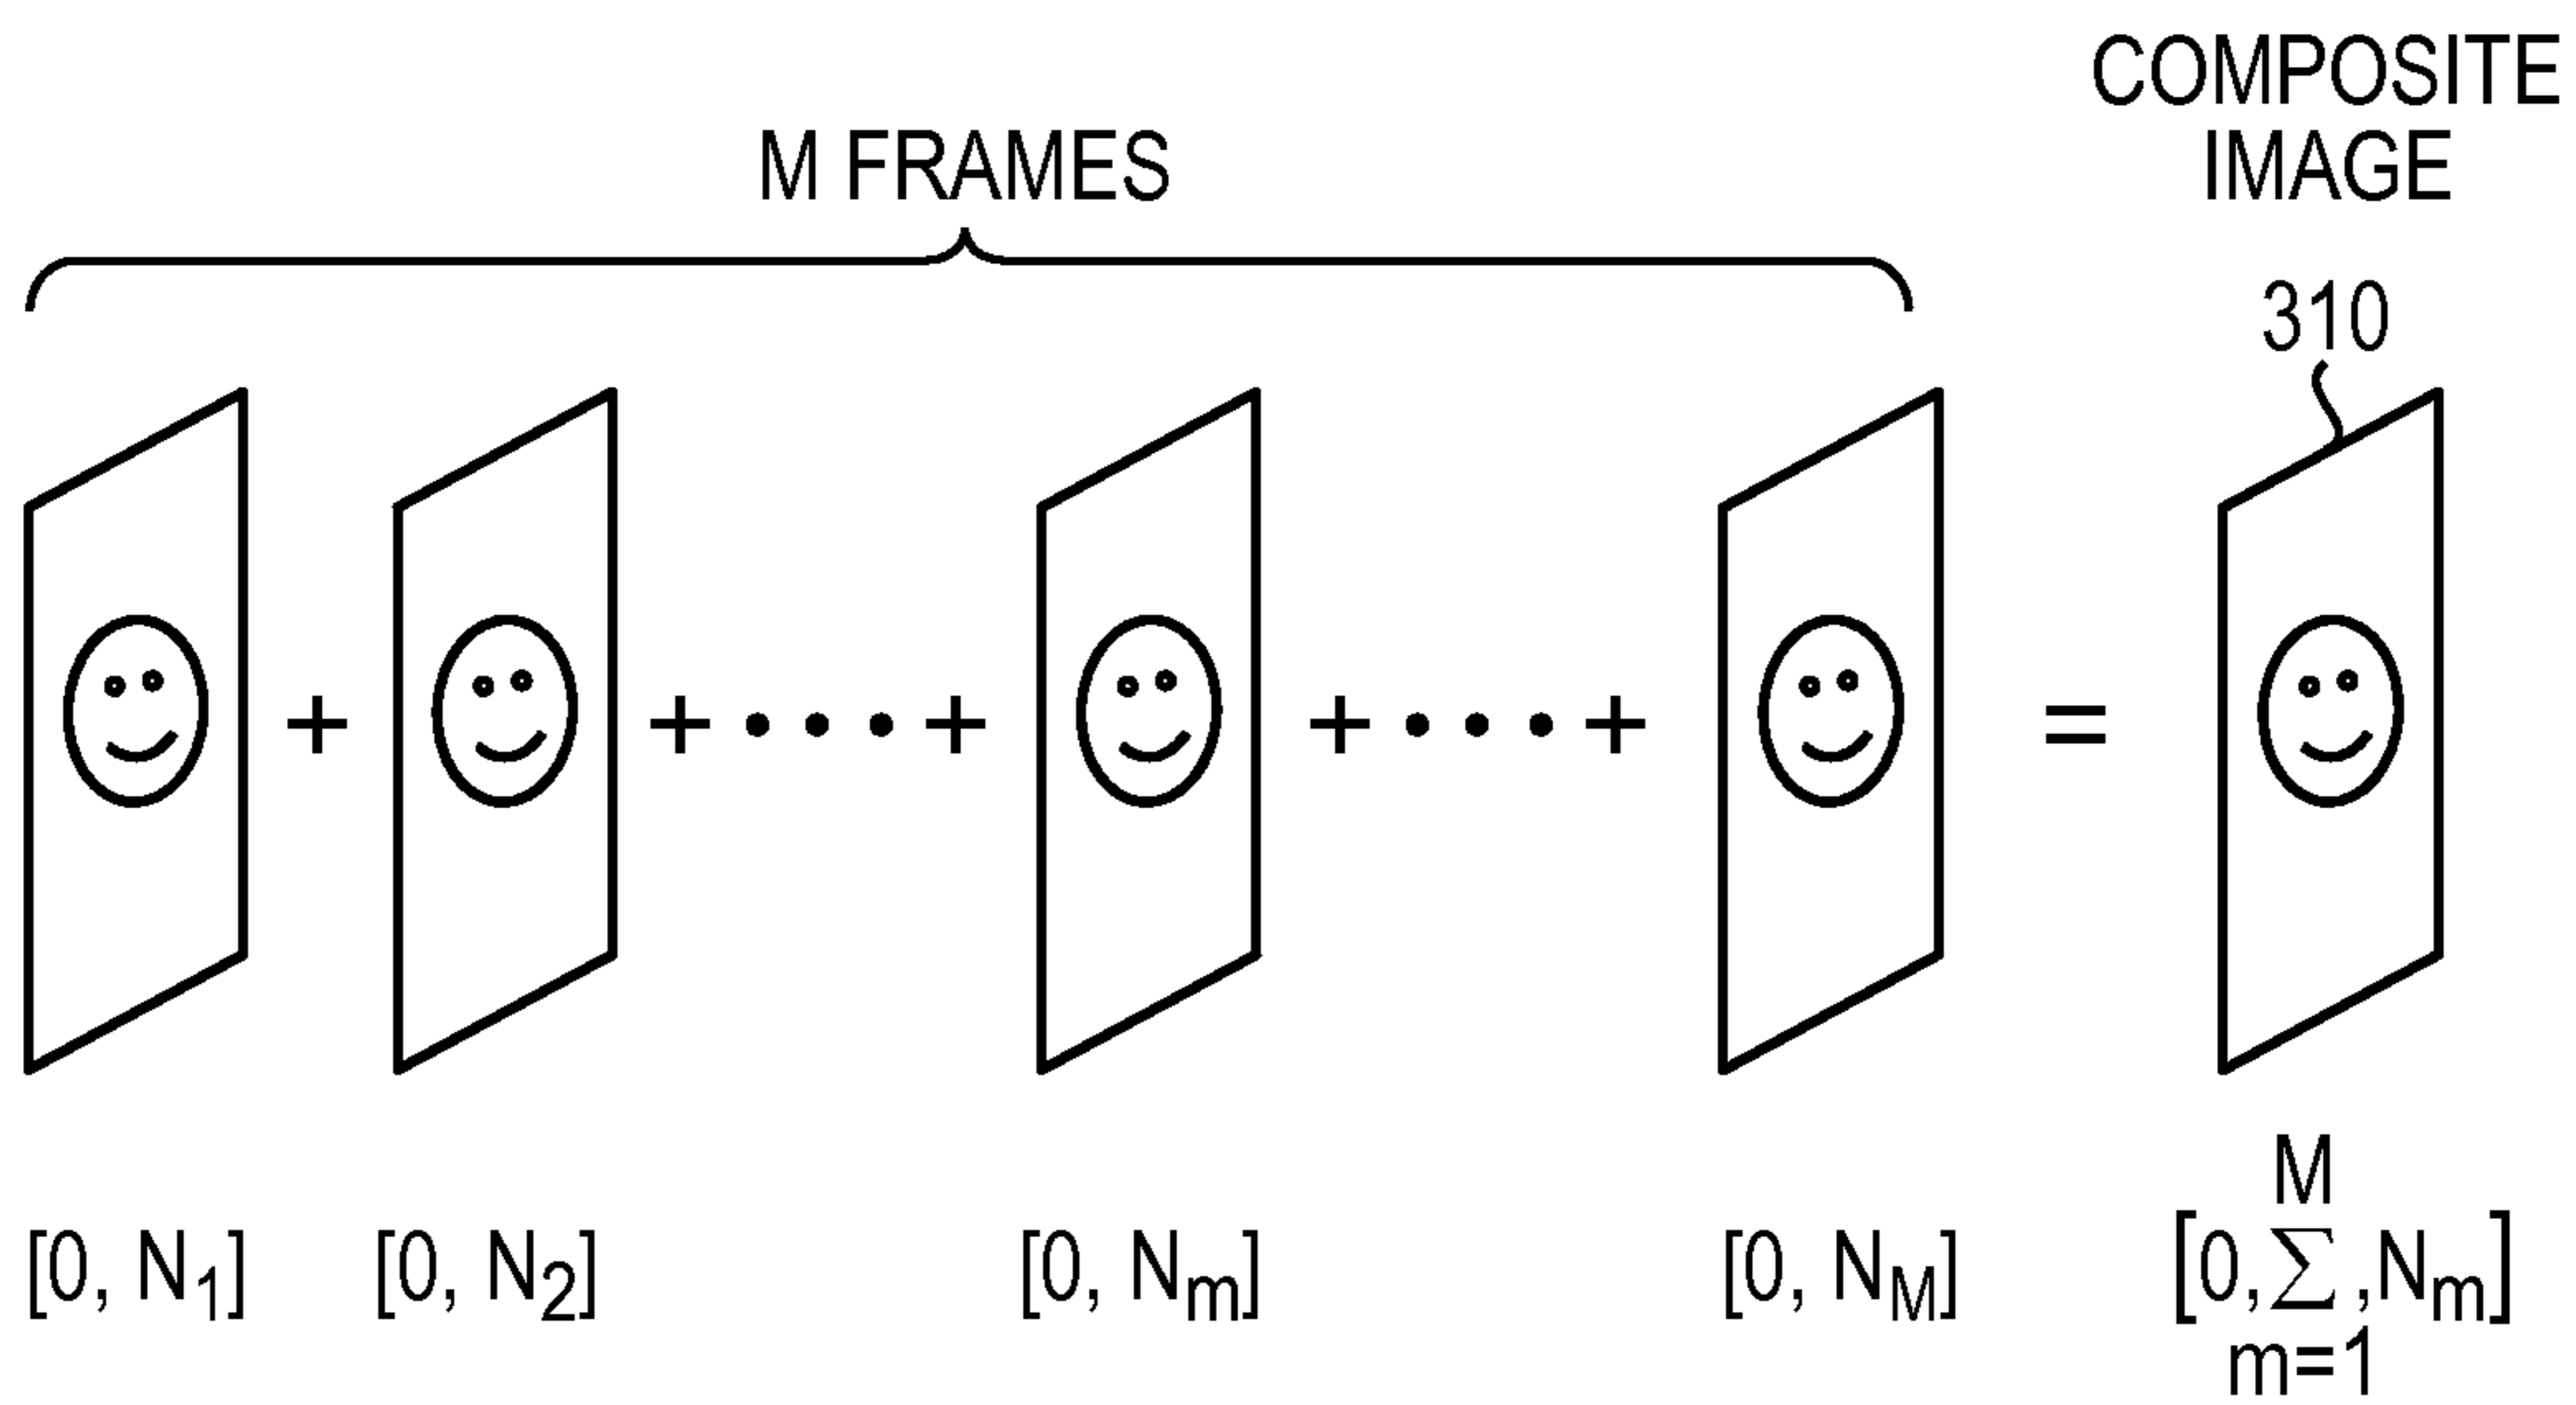 COMPOSITE
IMAGE
M FRAMES
310
+ + • • • + + • • • + =
[0, N1] [0, N2] [0, Nm] [0, NM]
M
[0, Σ ,Nm]
m=1